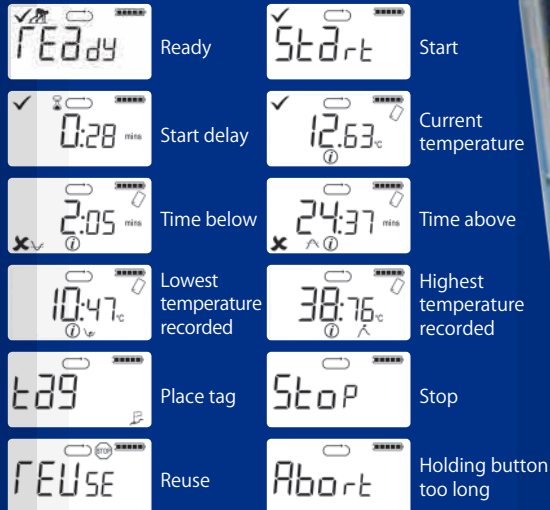 rEAdy
Ready
StArt
Start
0:28 mins
Start delay
12.63°c
Current
temperature
2:05 mins
Time below
24:37 mins
Time above
10:47°c
Lowest
temperature
recorded
38:76°c
Highest
temperature
recorded
tag
Place tag
StoP
Stop
STOP
rEUSE
Reuse
Abort
Holding button
too long